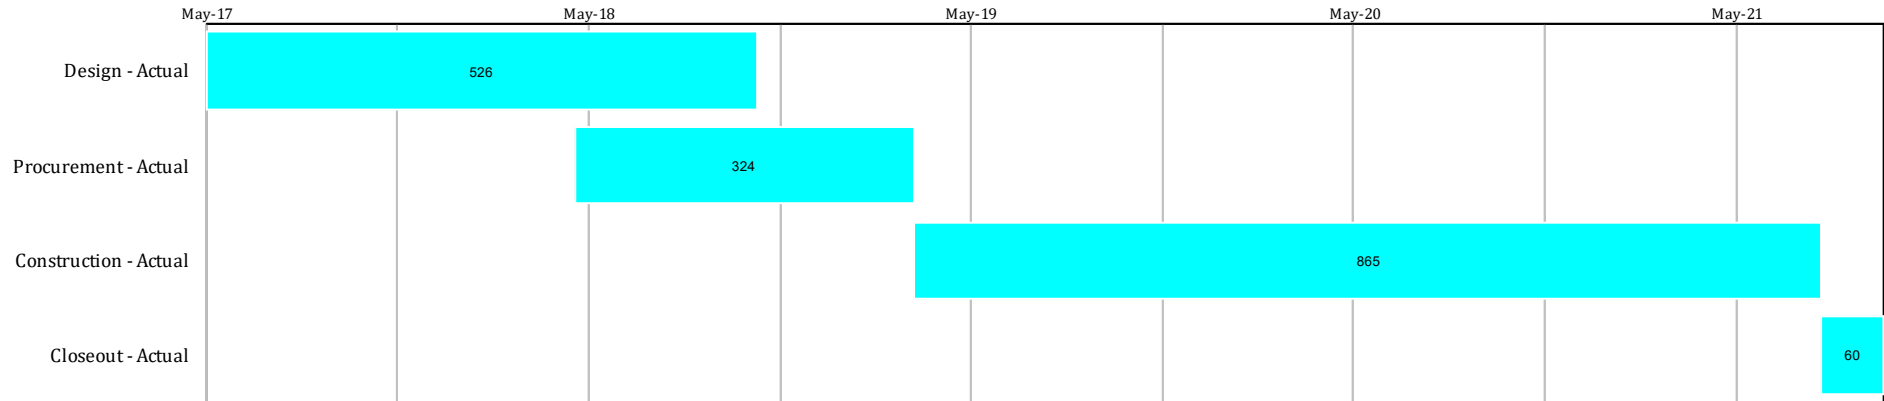 May-17 May-18 May-19 May-20 May-21
Design - Actual 526
Procurement - Actual 324
Construction - Actual 865
Closeout - Actual 60